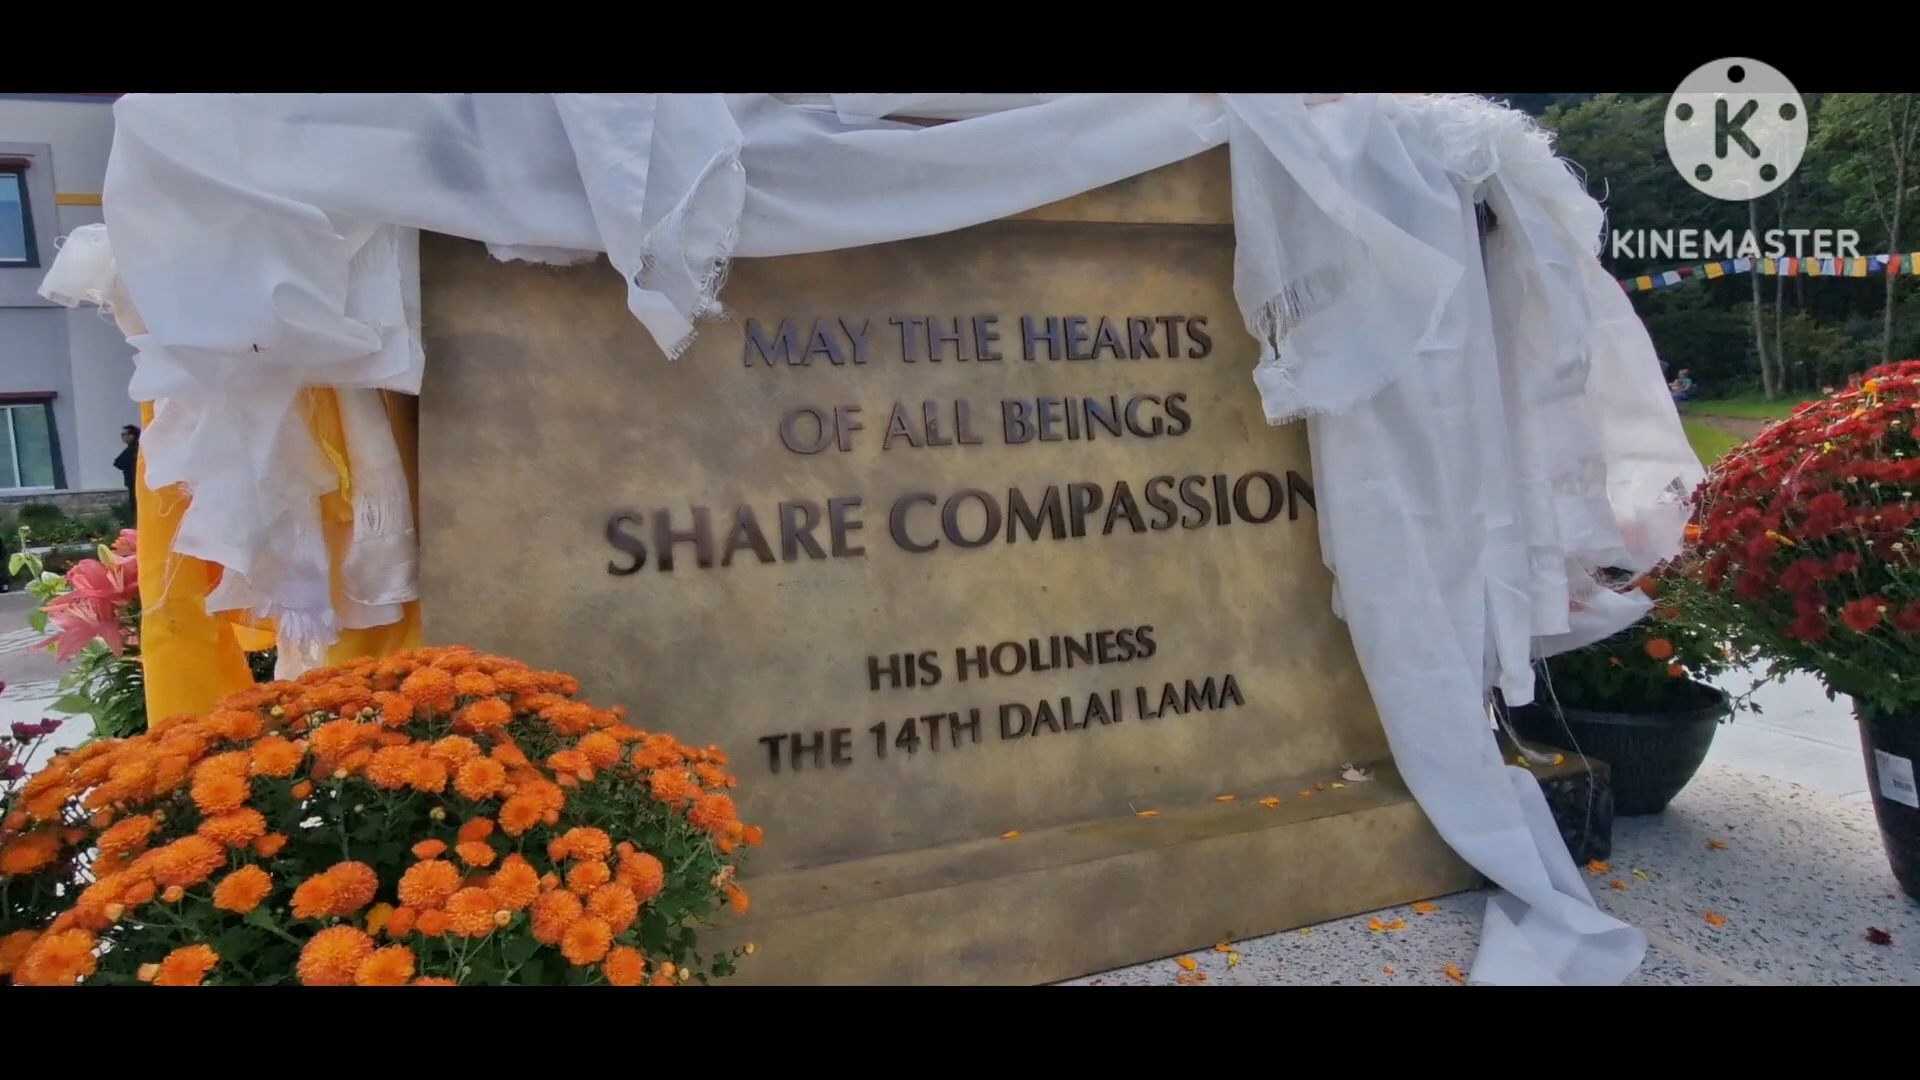 K
KINEMASTER
MAY THE HEARTS
OF ALL BEINGS
SHARE COMPASSION
HIS HOLINESS
THE 14TH DALAI LAMA